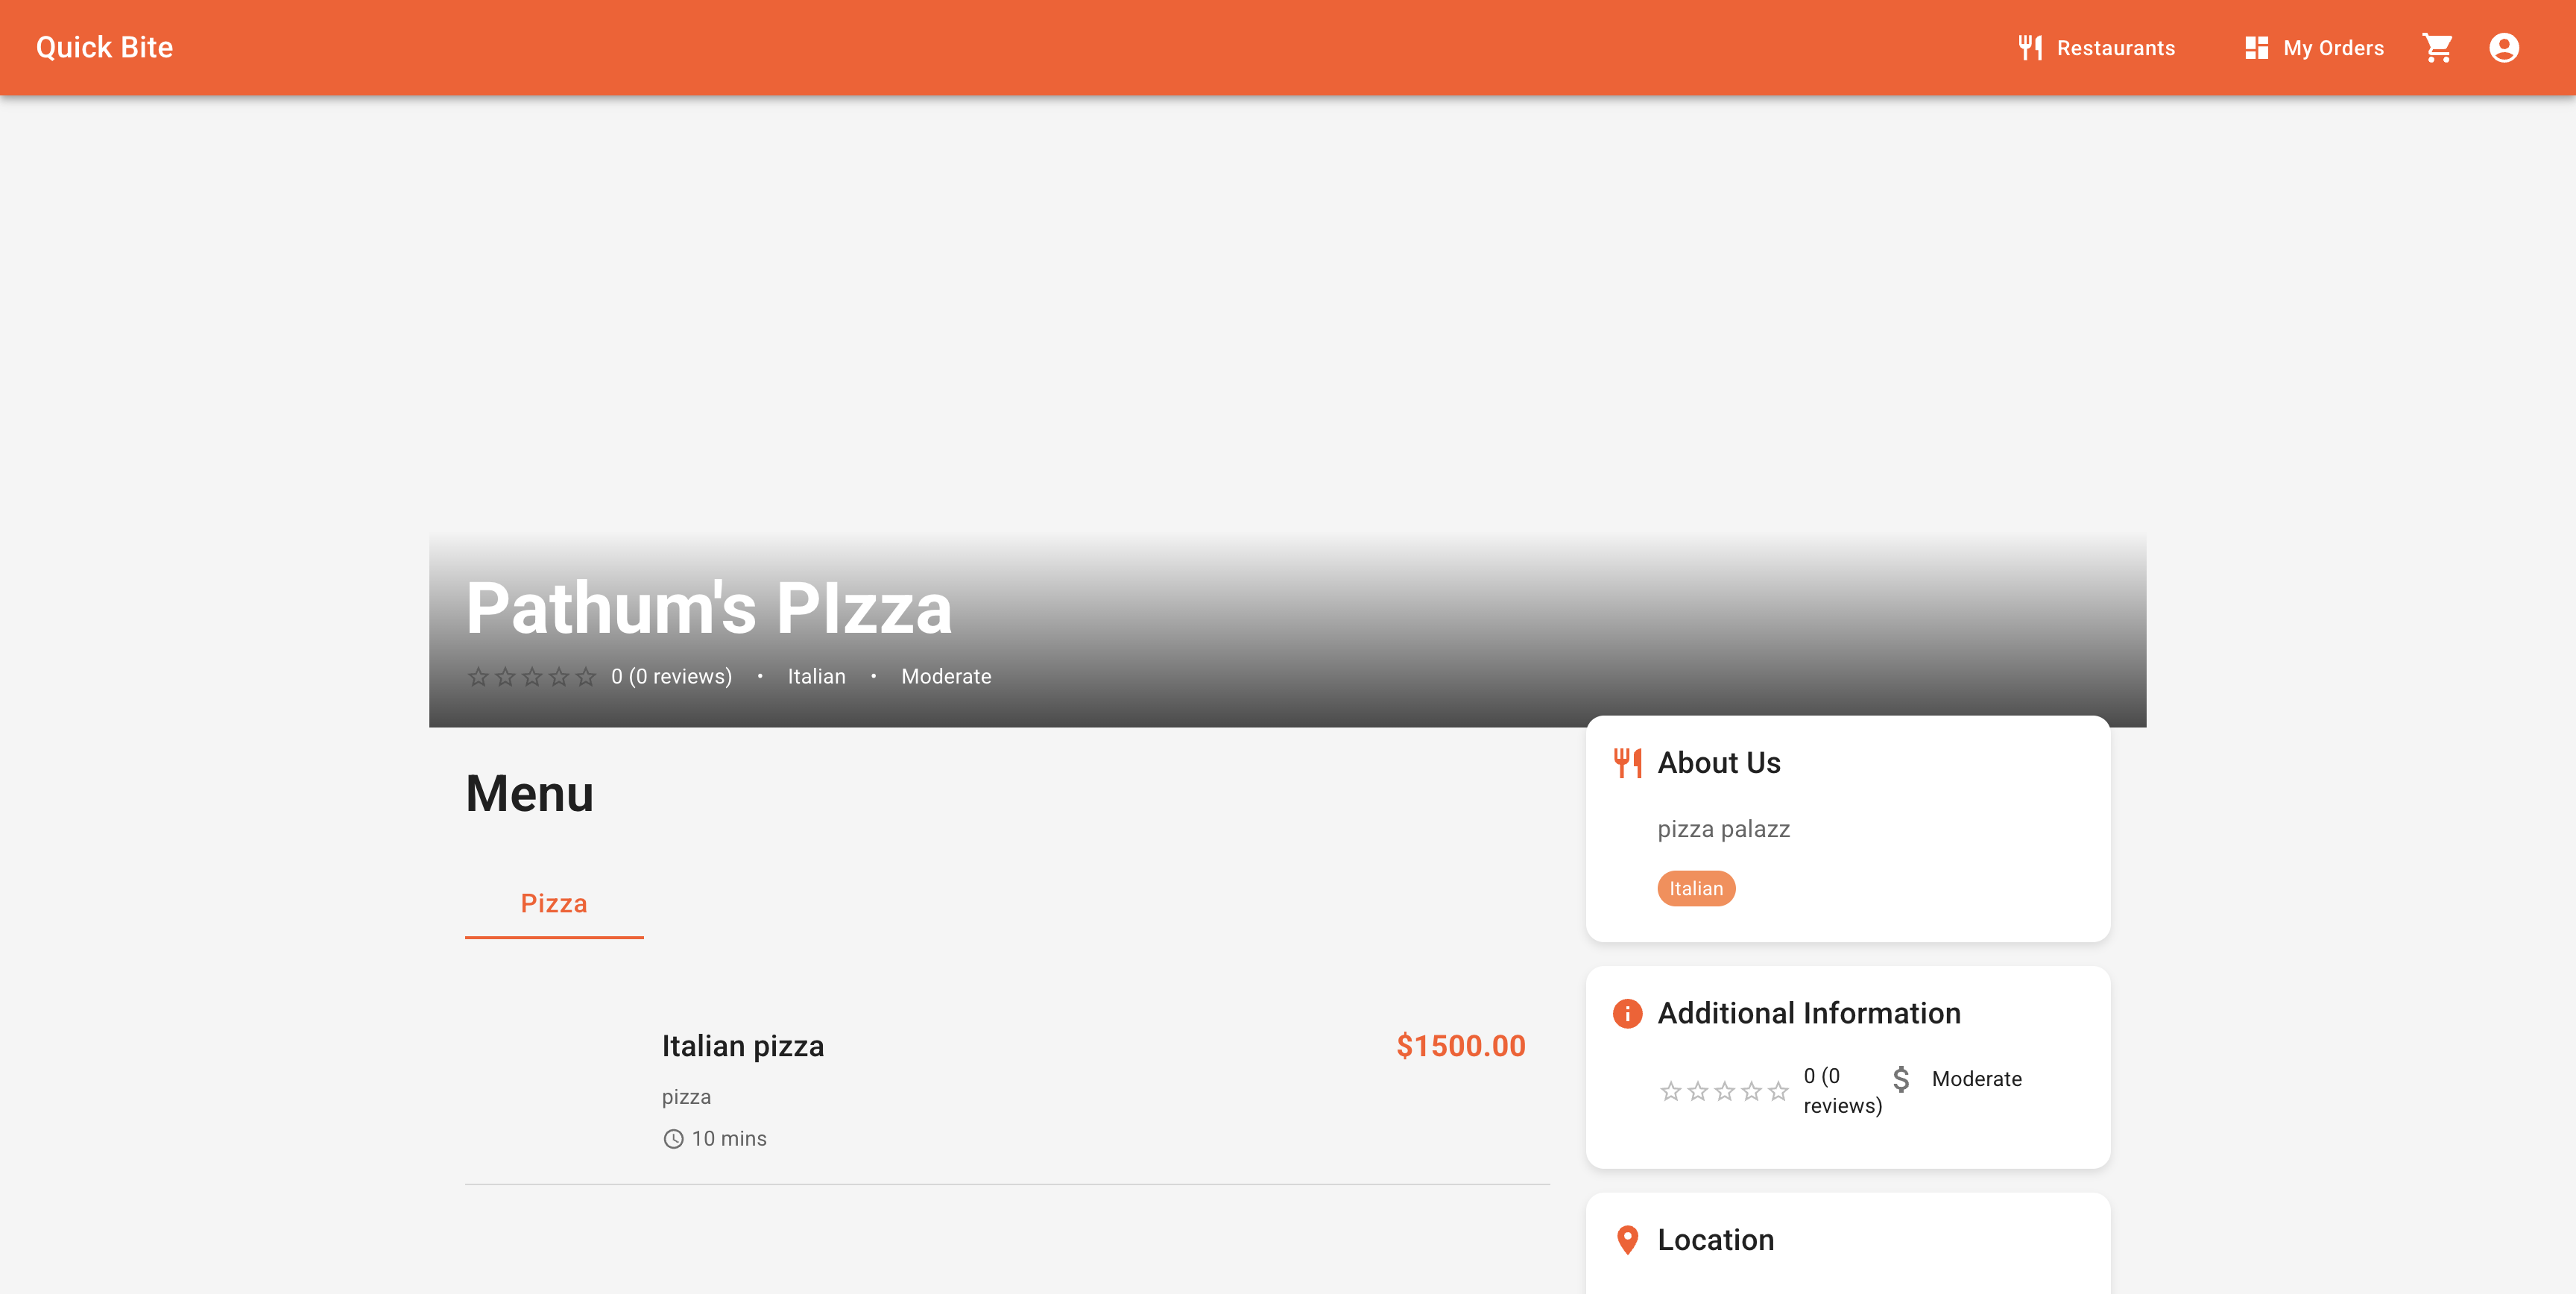 Quick Bite
Restaurants
My Orders
Pathum's PIzza
0 (0 reviews) • Italian • Moderate
Menu
Pizza
Italian pizza
$1500.00
pizza
10 mins
About Us
pizza palazz
Italian
Additional Information
0 (0
reviews)
Moderate
Location